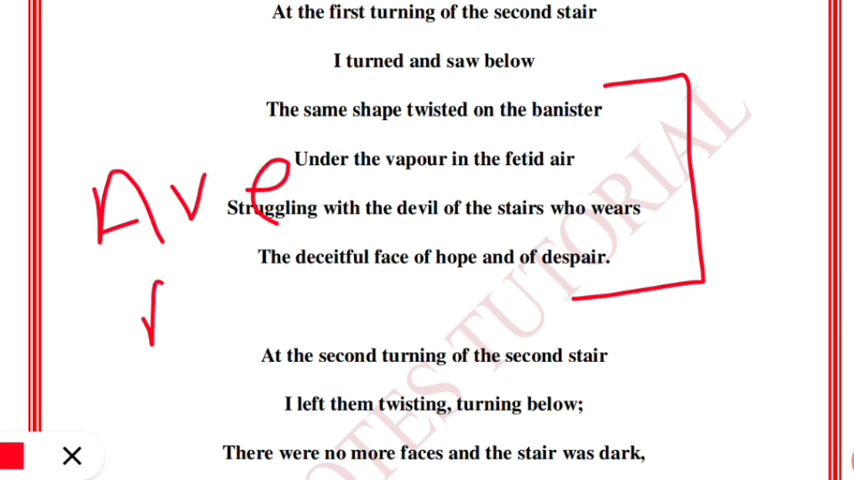 At the first turning of the second stair
I turned and saw below
The same shape twisted on the banister
Under the vapour in the fetid air
Struggling with the devil of the stairs who wears
The deceitful face of hope and of despair.
Ave
r
At the second turning of the second stair
I left them twisting, turning below;
There were no more faces and the stair was dark,
NOTES TUTORIAL